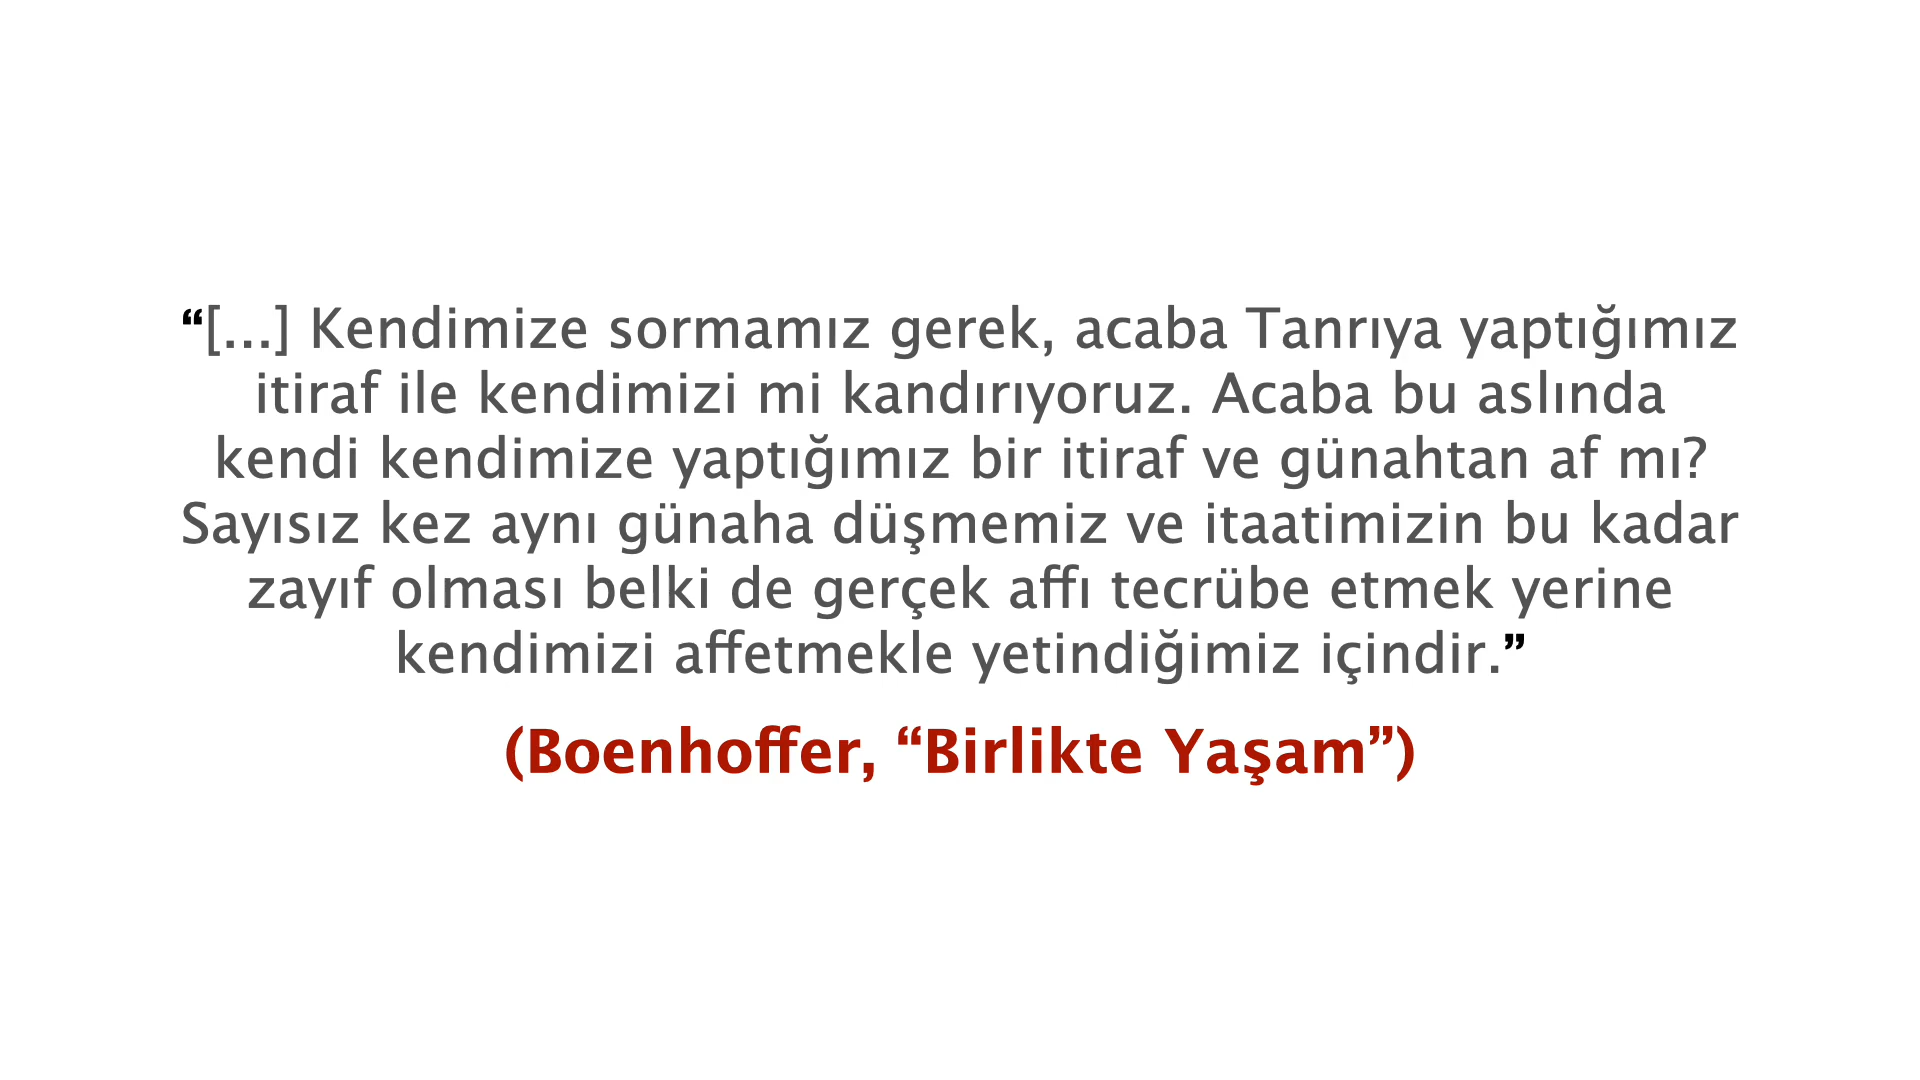 “[...] Kendimize sormamız gerek, acaba Tanrıya yaptığımız
itiraf ile kendimizi mi kandırıyoruz. Acaba bu aslında
kendi kendimize yaptığımız bir itiraf ve günahtan af mı?
Sayısız kez aynı günaha düşmemiz ve itaatimizin bu kadar
zayıf olması belki de gerçek affı tecrübe etmek yerine
kendimizi affetmekle yetindiğimiz içindir.”
(Boenhoffer, “Birlikte Yaşam”)